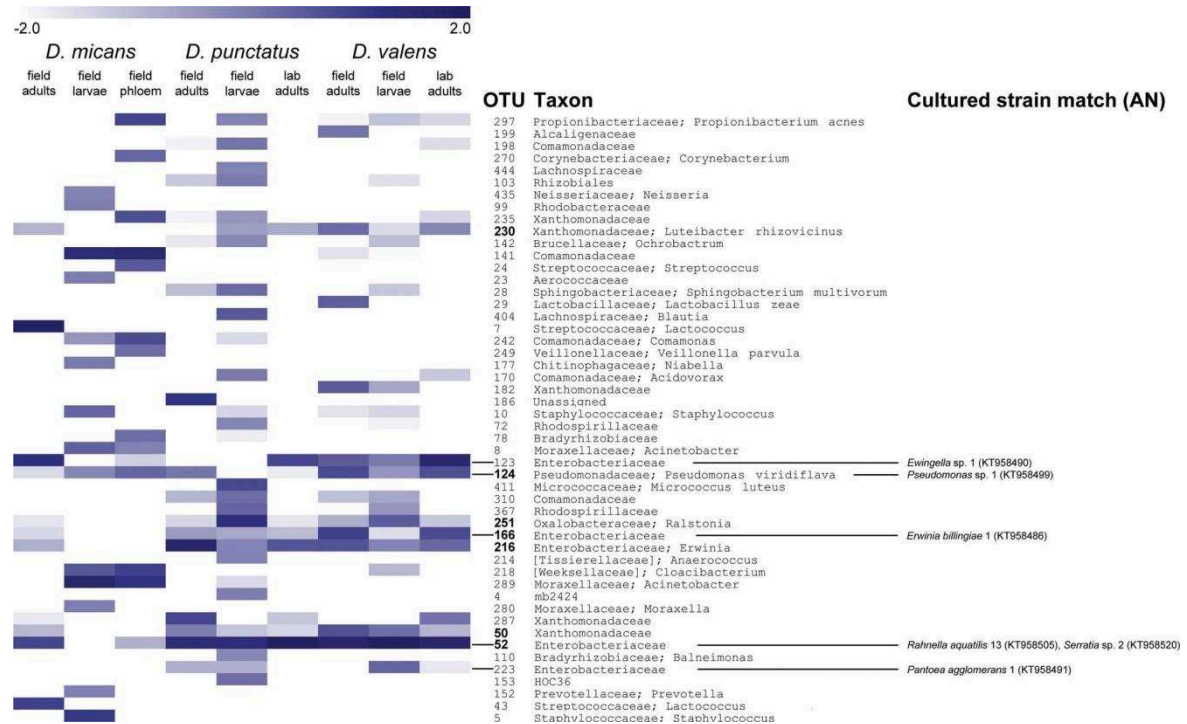 -2.0 2.0
D. micans D. punctatus D. valens
field adults field larvae field phloem field adults field larvae lab adults field adults field larvae lab adults
OTU Taxon Cultured strain match (AN)
297 Propionibacteriaceae; Propionibacterium acnes
199 Alcaligenaceae
198 Comamonadaceae
270 Corynebacteriaceae; Corynebacterium
444 Lachnospiraceae
103 Rhizobiales
435 Neisseriaceae; Neisseria
99 Rhodobacteraceae
235 Xanthomonadaceae
230 Xanthomonadaceae; Luteibacter rhizovicinus
142 Brucellaceae; Ochrobactrum
141 Comamonadaceae
24 Streptococcaceae; Streptococcus
23 Aerococcaceae
28 Sphingobacteriaceae; Sphingobacterium multivorum
29 Lactobacillaceae; Lactobacillus zeae
404 Lachnospiraceae; Blautia
7 Streptococcaceae; Lactococcus
242 Comamonadaceae; Comamonas
249 Veillonellaceae; Veillonella parvula
177 Chitinophagaceae; Niabella
170 Comamonadaceae; Acidovorax
182 Xanthomonadaceae
186 Unassigned
10 Staphylococcaceae; Staphylococcus
72 Rhodospirillaceae
78 Bradyrhizobiaceae
8 Moraxellaceae; Acinetobacter
123 Enterobacteriaceae Ewingella sp. 1 (KT958490)
124 Pseudomonadaceae; Pseudomonas viridiflava Pseudomonas sp. 1 (KT958499)
411 Micrococcaceae; Micrococcus luteus
310 Comamonadaceae
367 Rhodospirillaceae
251 Oxalobacteraceae; Ralstonia
166 Enterobacteriaceae Erwinia billingiae 1 (KT958486)
216 Enterobacteriaceae; Erwinia
214 [Tissierellaceae]; Anaerococcus
218 [Weeksellaceae]; Cloacibacterium
289 Moraxellaceae; Acinetobacter
4 mb2424
280 Moraxellaceae; Moraxella
287 Xanthomonadaceae
50 Xanthomonadaceae
52 Enterobacteriaceae Rahnella aquatilis 13 (KT958505), Serratia sp. 2 (KT958520)
110 Bradyrhizobiaceae; Balneimonas
223 Enterobacteriaceae Pantoea agglomerans 1 (KT958491)
153 HOC36
152 Prevotellaceae; Prevotella
43 Streptococcaceae; Lactococcus
5 Staphylococcaceae; Staphylococcus